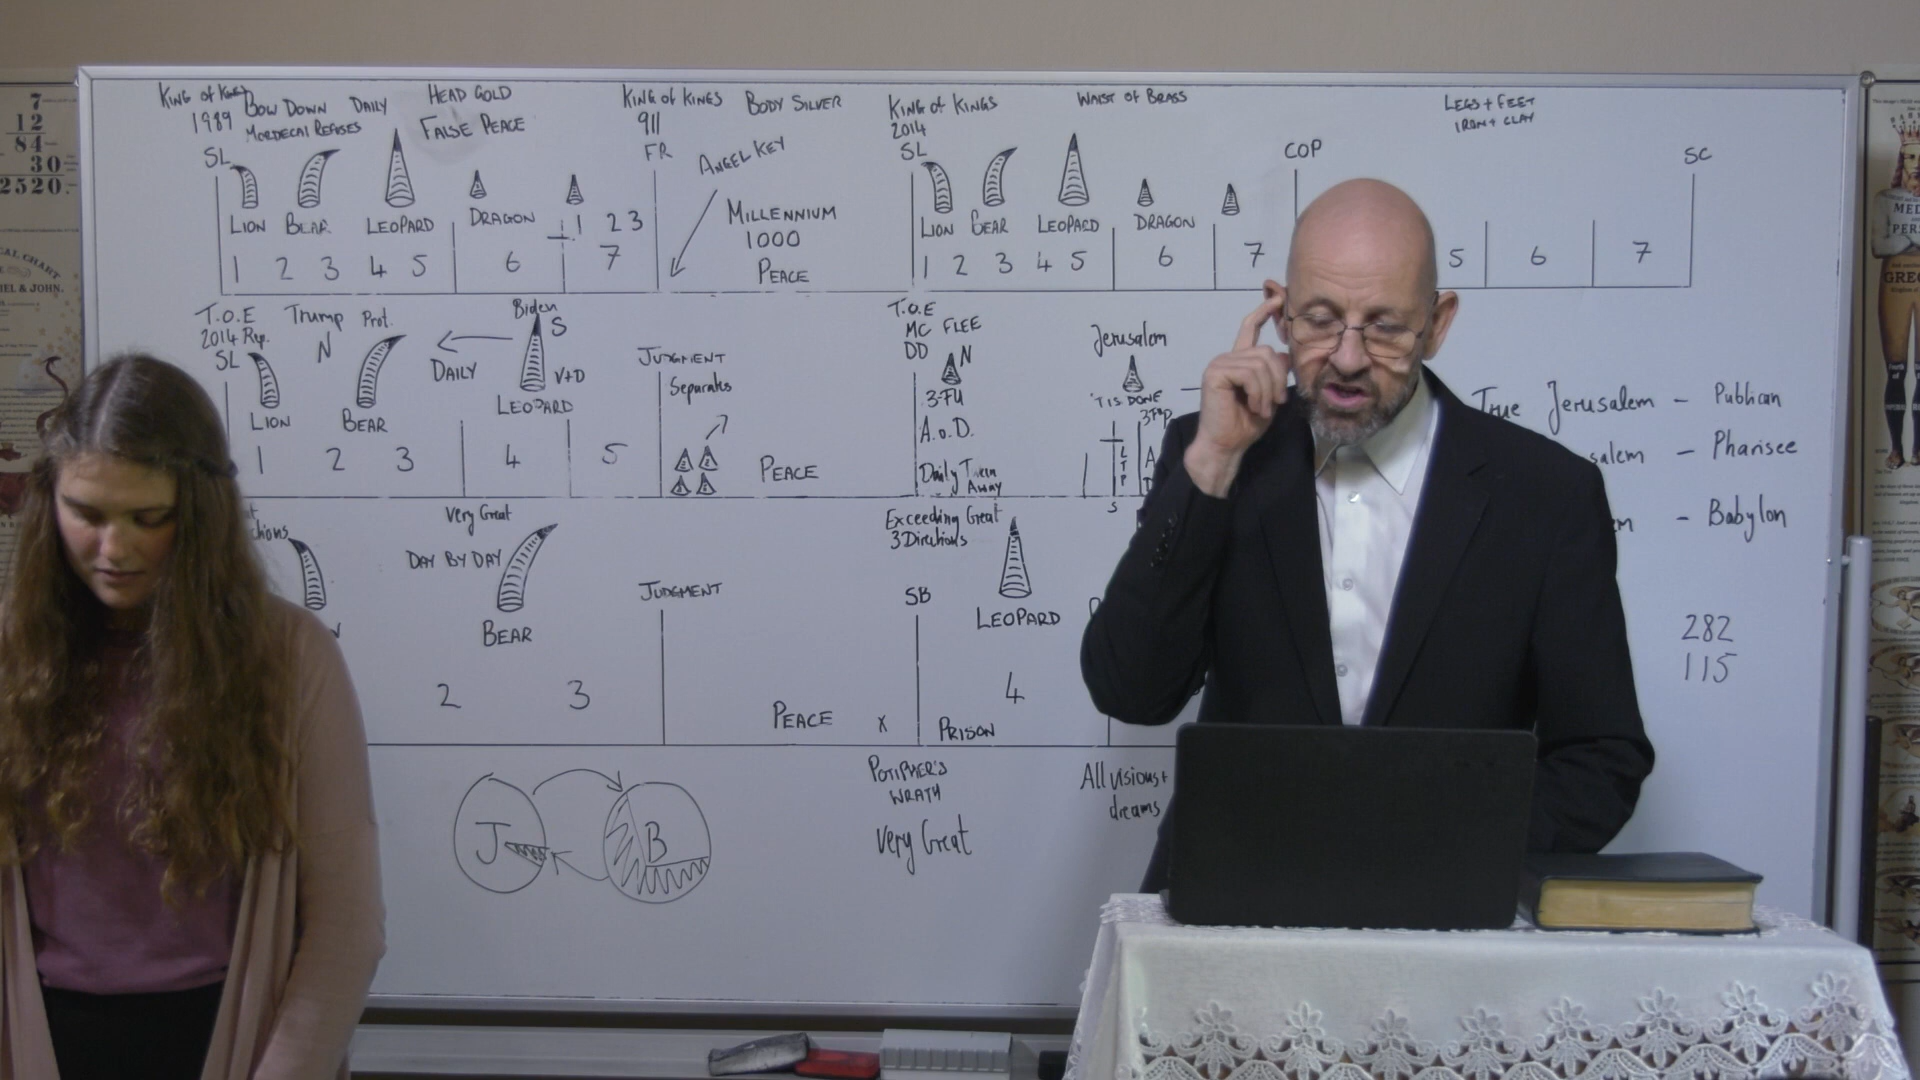 KING of KINGS
1989
BOW DOWN DAILY
MORDECAI REFUSES
HEAD GOLD
FALSE PEACE
KING of KINGS
911
FR
BODY SILVER
KING of KINGS
2014
SL
WAIST OF BRASS
LEGS + FEET
IRON + CLAY
SL
ANGEL KEY
COP
SC
LION BEAR LEOPARD DRAGON 1 2 3
1 2 3 4 5 6 7
MILLENNIUM
1000
PEACE
LION BEAR LEOPARD DRAGON
1 2 3 4 5 6 7
5 6 7
T.O.E
2014 Rep.
SL
Trump
N
Prot.
DAILY
Biden
S
V+D
LEOPARD
LION BEAR
1 2 3 4 5
JUDGMENT
Separates
PEACE
T.O.E
MC FLEE
DD N
3-FU
A.o.D.
Away
Jerusalem
'TIS DONE
LTP
S
True Jerusalem - Publican
- Pharisee
- Babylon
Very Great
DAY BY DAY
BEAR
2 3
JUDGMENT
PEACE x
Exceeding Great
3 Directions
SB
LEOPARD
4
PRISON
282
115
J B
POTIPHER'S
WRATH
Very Great
All visions +
dreams
7
12
84
30
2520.